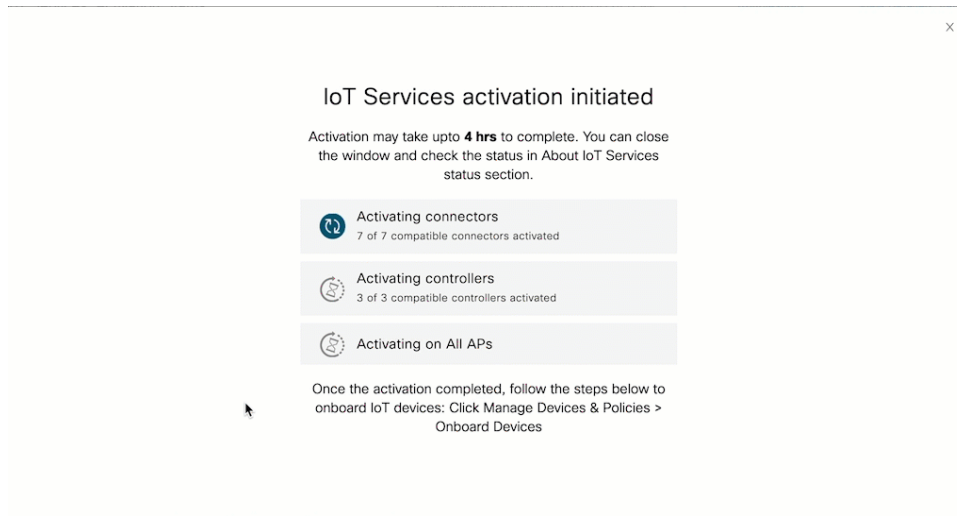 X
IoT Services activation initiated
Activation may take upto 4 hrs to complete. You can close
the window and check the status in About IoT Services
status section.
Activating connectors
7 of 7 compatible connectors activated
Activating controllers
3 of 3 compatible controllers activated
Activating on All APs
Once the activation completed, follow the steps below to
onboard IoT devices: Click Manage Devices & Policies >
Onboard Devices